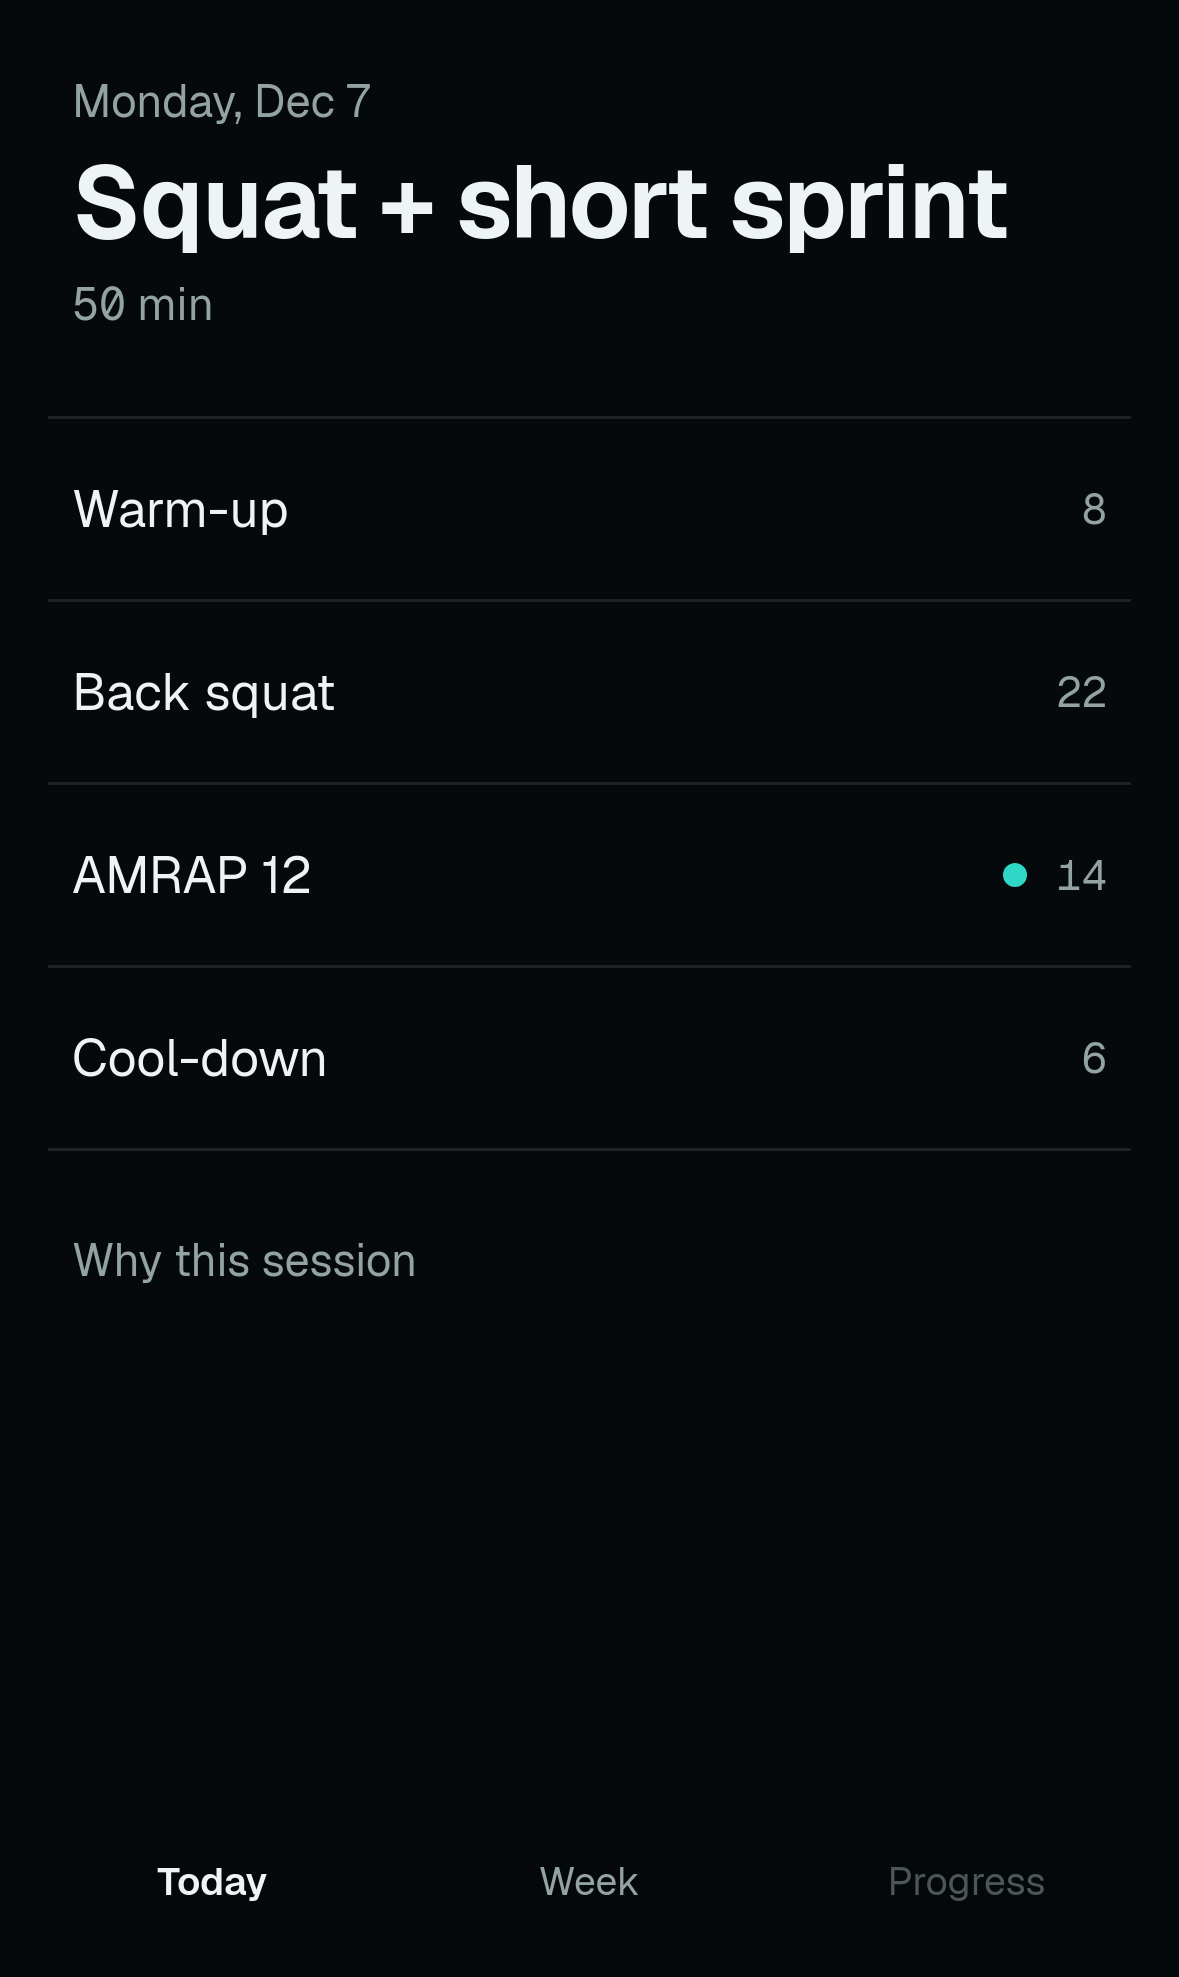 Monday, Dec 7
Squat + short sprint
50 min
Warm-up 8
Back squat 22
AMRAP 12 14
Cool-down 6
Why this session
Today Week Progress